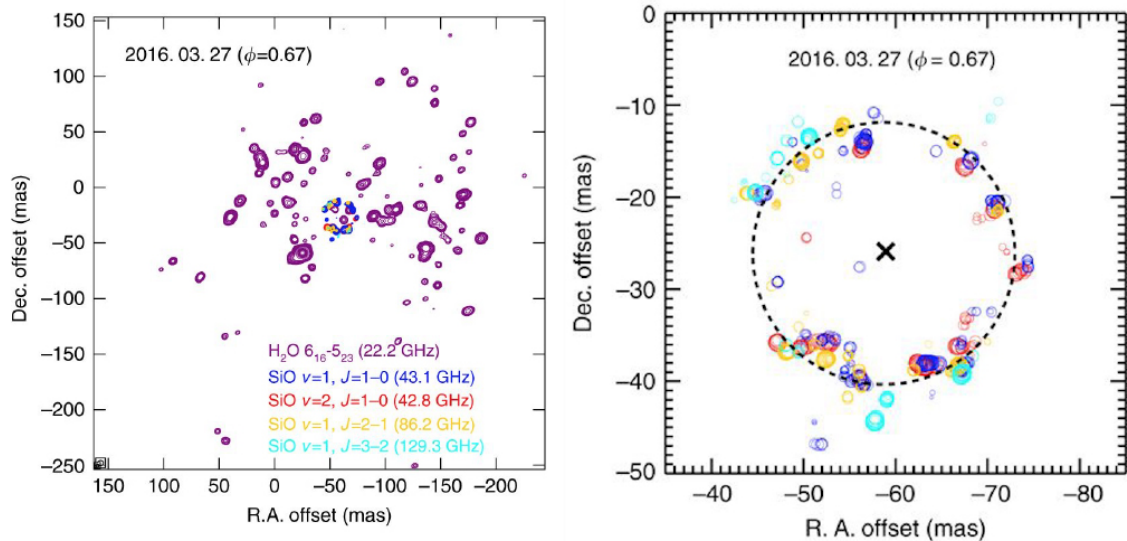 150
100
50
0
−50
−100
−150
−200
−250
Dec. offset (mas)
2016. 03. 27 (ϕ=0.67)
H₂O 6₁₆-5₂₃ (22.2 GHz)
SiO v=1, J=1–0 (43.1 GHz)
SiO v=2, J=1–0 (42.8 GHz)
SiO v=1, J=2–1 (86.2 GHz)
SiO v=1, J=3–2 (129.3 GHz)
150 100 50 0 −50 −100 −150 −200
R.A. offset (mas)
0
−10
−20
−30
−40
−50
Dec. offset (mas)
2016. 03. 27 (ϕ = 0.67)
−40 −50 −60 −70 −80
R. A. offset (mas)